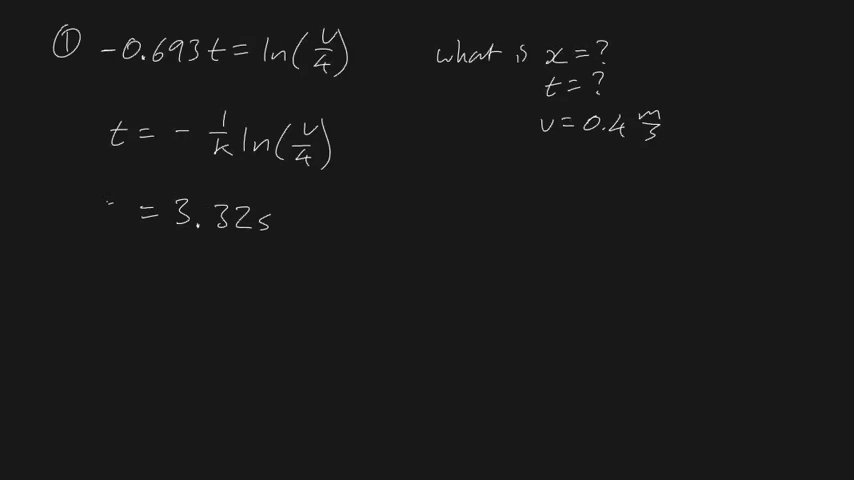 ① -0.693t = ln(v/4)
what is x = ?
t = ?
v = 0.4 m/s
t = - 1/k ln(v/4)
= 3.32s